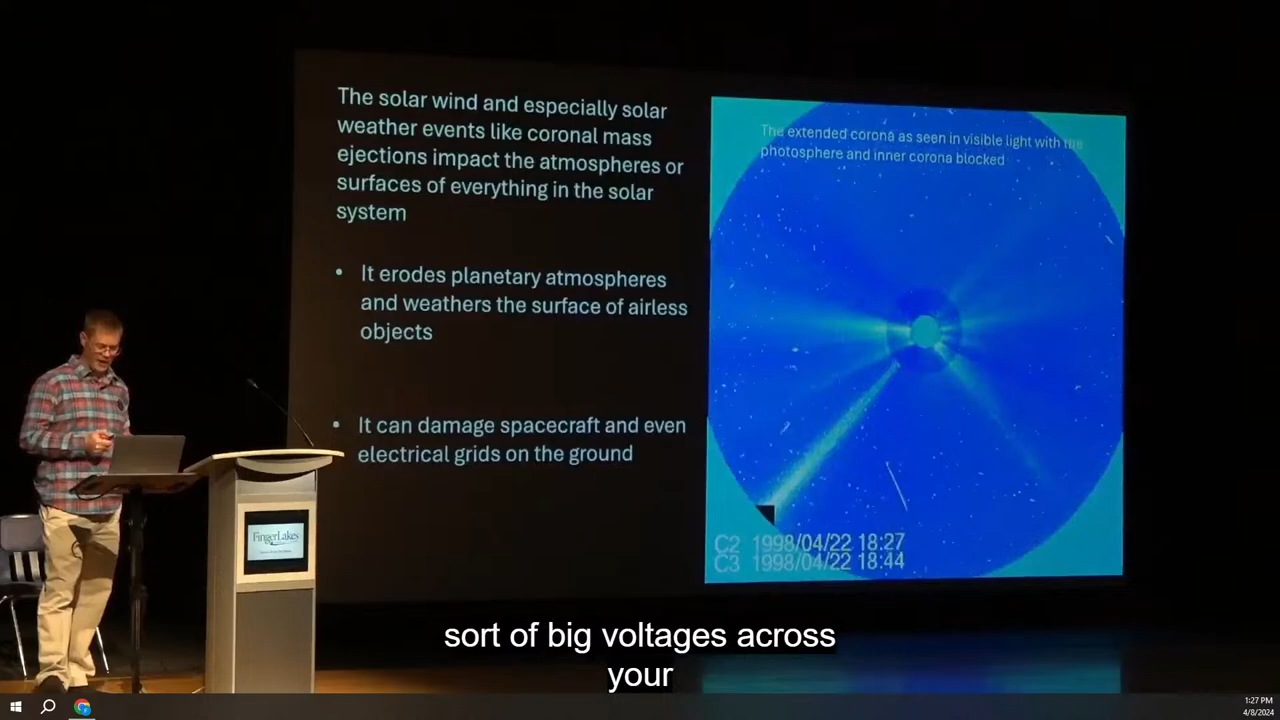 The solar wind and especially solar
weather events like coronal mass
ejections impact the atmospheres or
surfaces of everything in the solar
system
• It erodes planetary atmospheres
and weathers the surface of airless
objects
• It can damage spacecraft and even
electrical grids on the ground
The extended corona as seen in visible light with the
photosphere and inner corona blocked
C2 1998/04/22 18:27
C3 1998/04/22 18:44
FingerLakes
sort of big voltages across
your
1:27 PM
4/8/2024